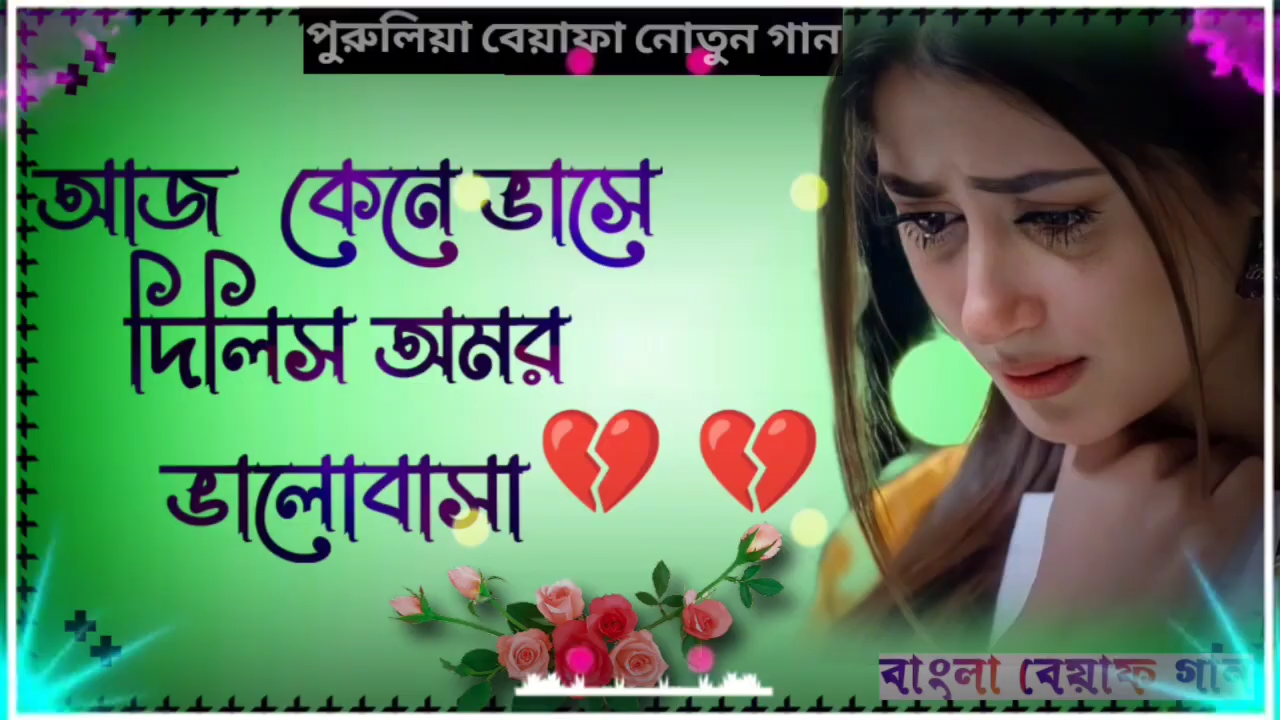 পুরুলিয়া বেয়াফা নোতুন গান
আজ কেনে ভাসে
দিলিস অমর
ভালোবাসা
বাংলা বেয়াফ গান